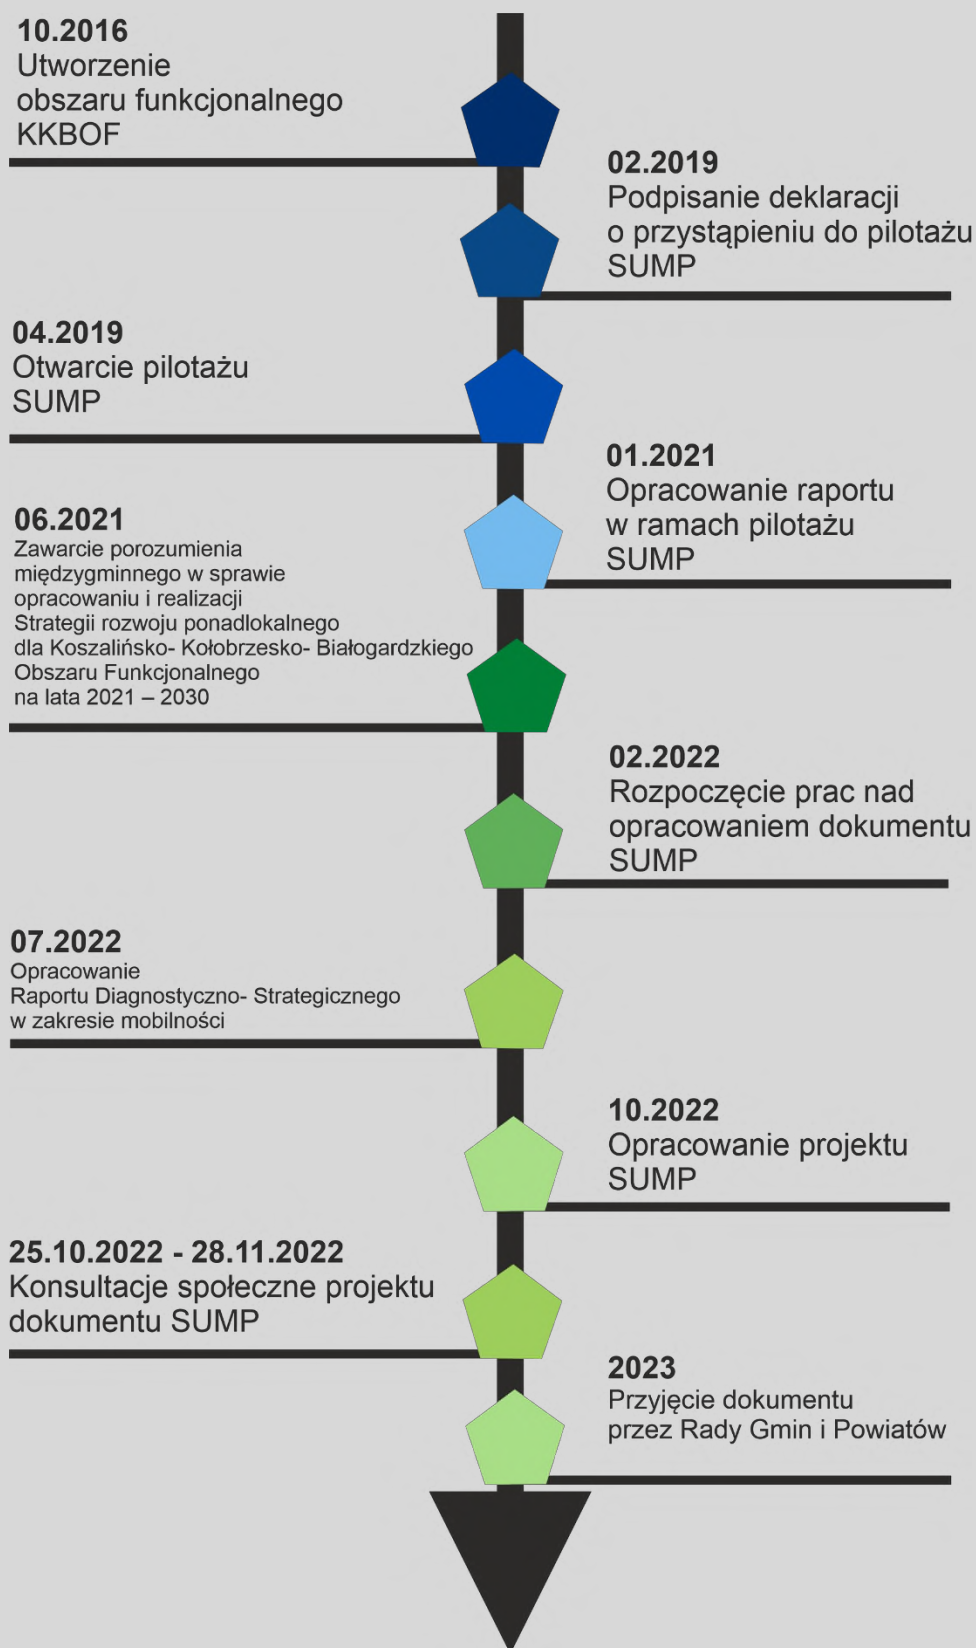 10.2016
Utworzenie
obszaru funkcjonalnego
KKBOF
02.2019
Podpisanie deklaracji
o przystąpieniu do pilotażu
SUMP
04.2019
Otwarcie pilotażu
SUMP
01.2021
Opracowanie raportu
w ramach pilotażu
SUMP
06.2021
Zawarcie porozumienia
międzygminnego w sprawie
opracowaniu i realizacji
Strategii rozwoju ponadlokalnego
dla Koszalińsko- Kołobrzesko- Białogardzkiego
Obszaru Funkcjonalnego
na lata 2021 – 2030
02.2022
Rozpoczęcie prac nad
opracowaniem dokumentu
SUMP
07.2022
Opracowanie
Raportu Diagnostyczno- Strategicznego
w zakresie mobilności
10.2022
Opracowanie projektu
SUMP
25.10.2022 - 28.11.2022
Konsultacje społeczne projektu
dokumentu SUMP
2023
Przyjęcie dokumentu
przez Rady Gmin i Powiatów